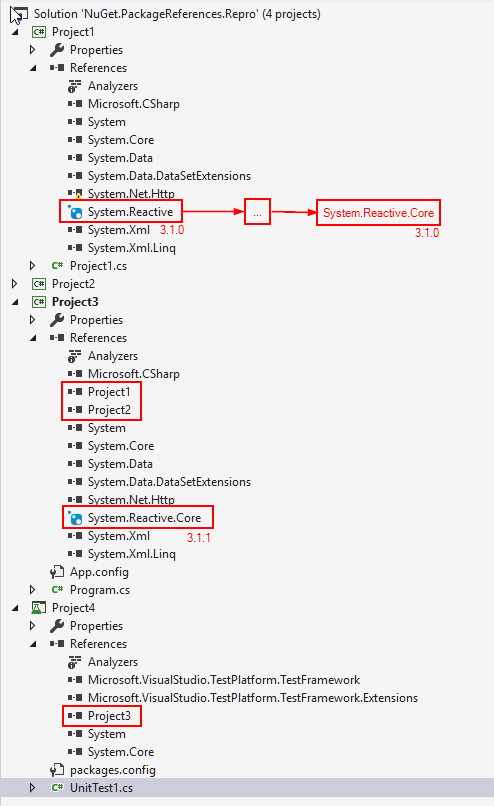 Solution 'NuGet.PackageReferences.Repro' (4 projects)
C# Project1
Properties
References
Analyzers
Microsoft.CSharp
System
System.Core
System.Data
System.Data.DataSetExtensions
System.Net.Http
System.Reactive ... System.Reactive.Core
System.Xml 3.1.0 3.1.0
System.Xml.Linq
C# Project1.cs
C# Project2
C# Project3
Properties
References
Analyzers
Microsoft.CSharp
Project1
Project2
System
System.Core
System.Data
System.Data.DataSetExtensions
System.Net.Http
System.Reactive.Core
System.Xml 3.1.1
System.Xml.Linq
App.config
C# Program.cs
Project4
Properties
References
Analyzers
Microsoft.VisualStudio.TestPlatform.TestFramework
Microsoft.VisualStudio.TestPlatform.TestFramework.Extensions
Project3
System
System.Core
packages.config
C# UnitTest1.cs